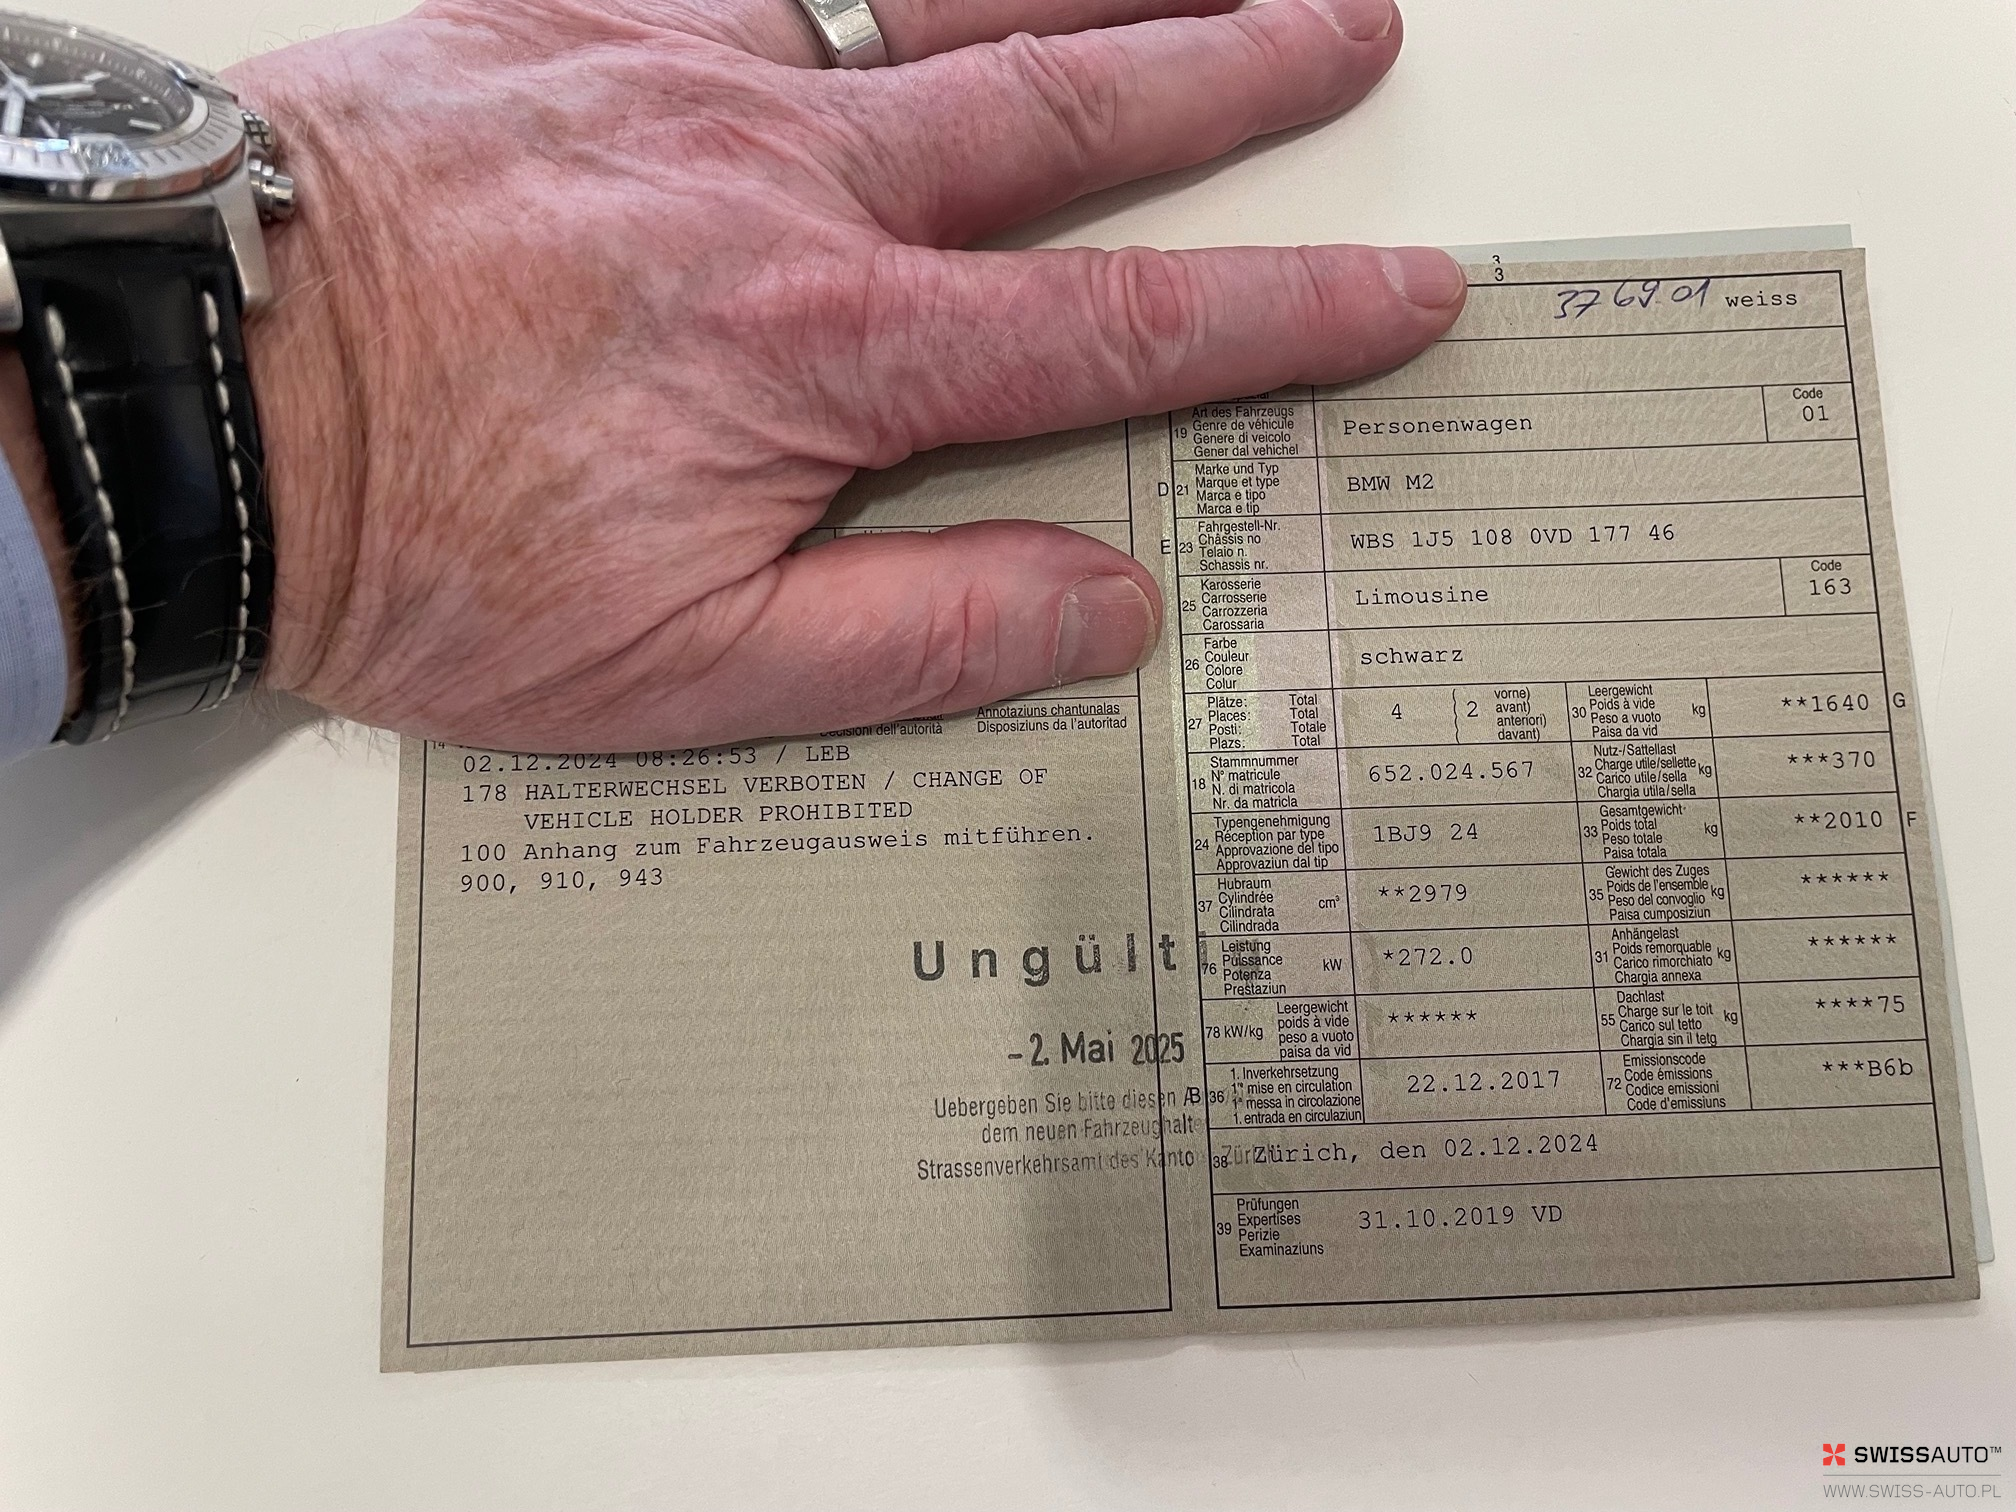 3
3
37 69 01 weiss
19 Art des Fahrzeugs
Genre de véhicule
Genere di veicolo
Gener dal vehichel
Personenwagen
Code
01
D 21 Marke und Typ
Marque et type
Marca e tipo
Marca e tip
BMW M2
E 23 Fahrgestell-Nr.
Châssis no
Telaio n.
Schassis nr.
WBS 1J5 108 0VD 177 46
25 Karosserie
Carrosserie
Carrozzeria
Carossaria
Limousine
Code
163
26 Farbe
Couleur
Colore
Colur
schwarz
27 Plätze: Total
Places: Total
Posti: Totale
Plazs: Total
4 ( 2 vorne)
avant)
anteriori)
davant)
30 Leergewicht
Poids à vide
Peso a vuoto
Paisa da vid
kg
**1640 G
18 Stammnummer
N° matricule
N. di matricola
Nr. da matricla
652.024.567
32 Nutz-/Sattellast
Charge utile/sellette
Carico utile/sella
Chargia utila/sella
kg
***370
24 Typengenehmigung
Réception par type
Approvazione del tipo
Approvaziun dal tip
1BJ9 24
33 Gesamtgewicht
Poids total
Peso totale
Paisa totala
kg
**2010 F
37 Hubraum
Cylindrée
Cilindrata
Cilindrada
cm³
**2979
35 Gewicht des Zuges
Poids de l'ensemble
Peso del convoglio
Paisa cumposiziun
kg
******
76 Leistung
Puissance
Potenza
Prestaziun
kW
*272.0
31 Anhängelast
Poids remorquable
Carico rimorchiato
Chargia annexa
kg
******
78 kW/kg Leergewicht
poids à vide
peso a vuoto
paisa da vid
******
55 Dachlast
Charge sur le toit
Carico sul tetto
Chargia sin il tetg
kg
****75
B 36 1. Inverkehrsetzung
1re mise en circulation
1a messa in circolazione
1. entrada en circulaziun
22.12.2017
72 Emissionscode
Code émissions
Codice emissioni
Code d'emissiuns
***B6b
38 Zürich, den 02.12.2024
39 Prüfungen
Expertises
Perizie
Examinaziuns
31.10.2019 VD
14
decisioni dell'autorità
Annotaziuns chantunalas
Disposiziuns da l'autoritad
02.12.2024 08:26:53 / LEB
178 HALTERWECHSEL VERBOTEN / CHANGE OF
VEHICLE HOLDER PROHIBITED
100 Anhang zum Fahrzeugausweis mitführen.
900, 910, 943
Ungülti
-2. Mai 2025
Uebergeben Sie bitte diesen A
dem neuen Fahrzeughalte
Strassenverkehrsamt des Kantons Zürich
SWISSAUTO™
WWW.SWISS-AUTO.PL